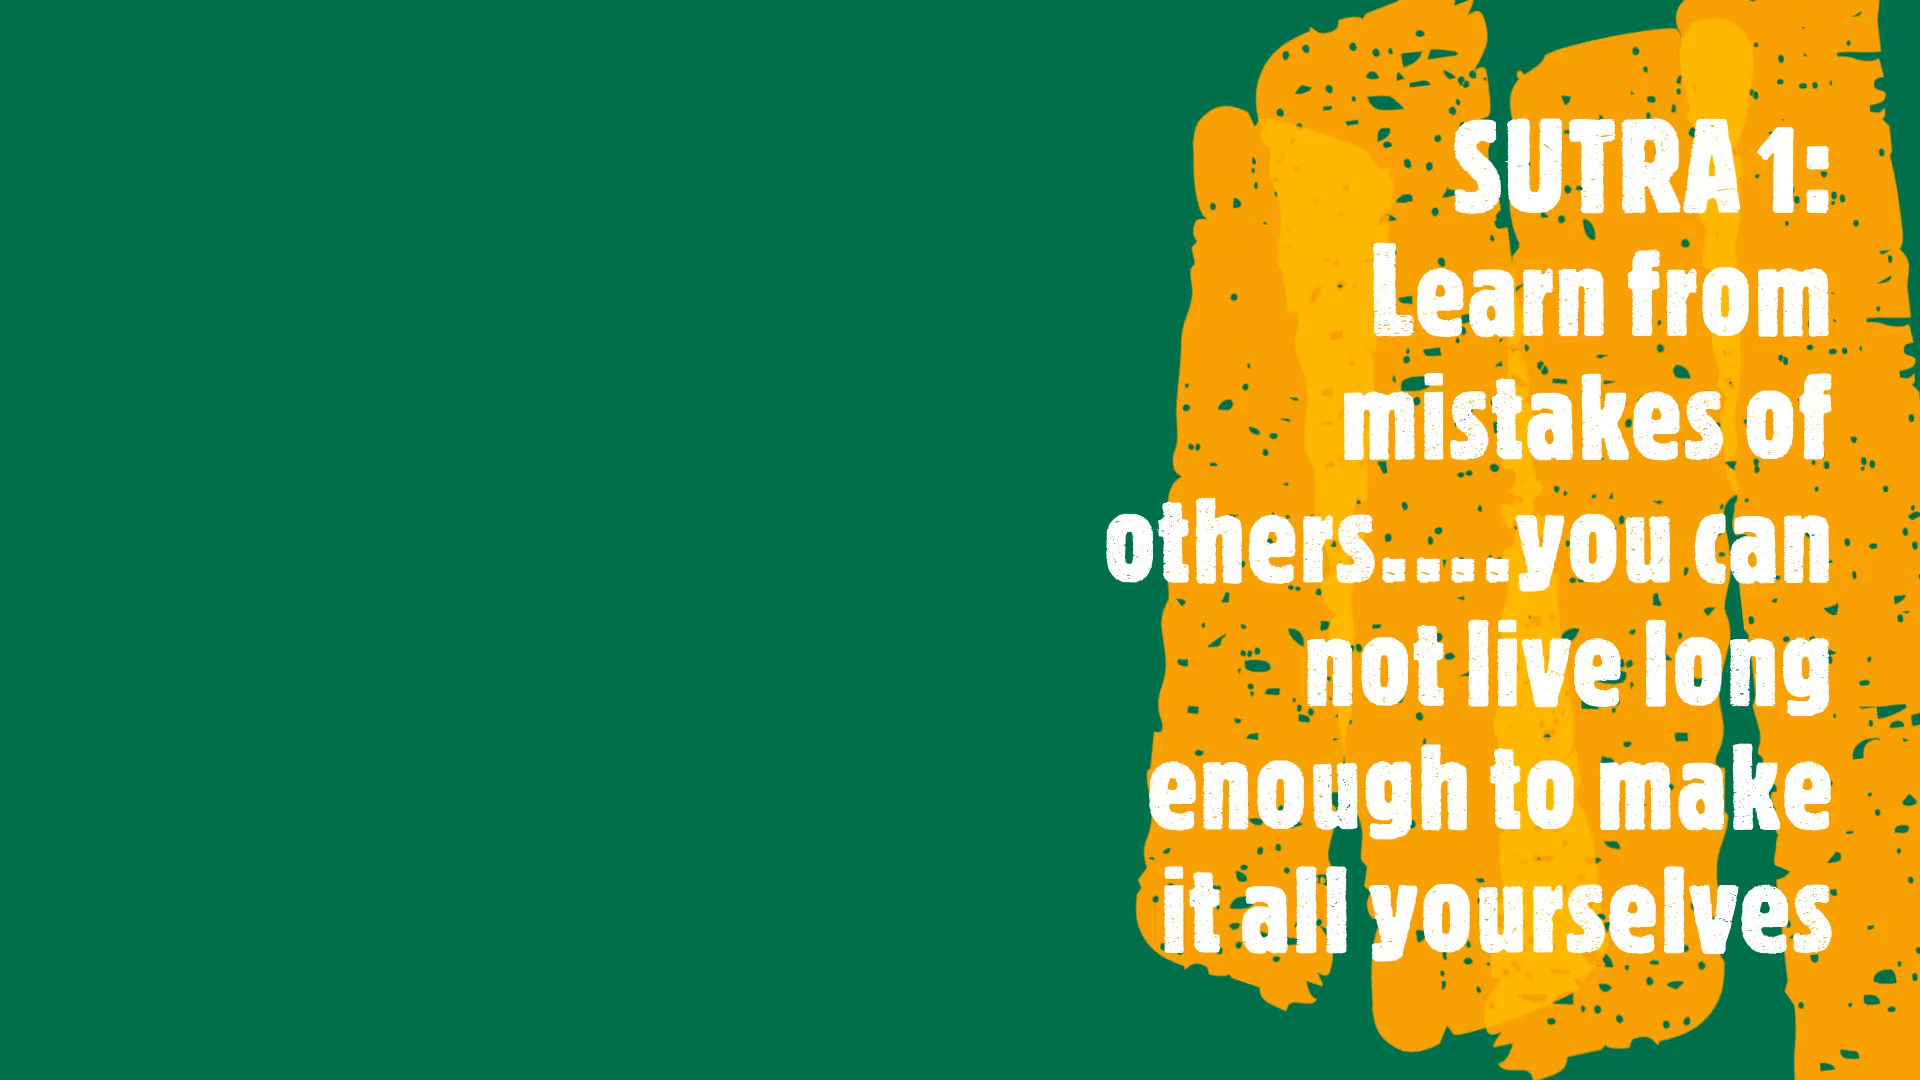 SUTRA 1:
Learn from
mistakes of
others....you can
not live long
enough to make
it all yourselves